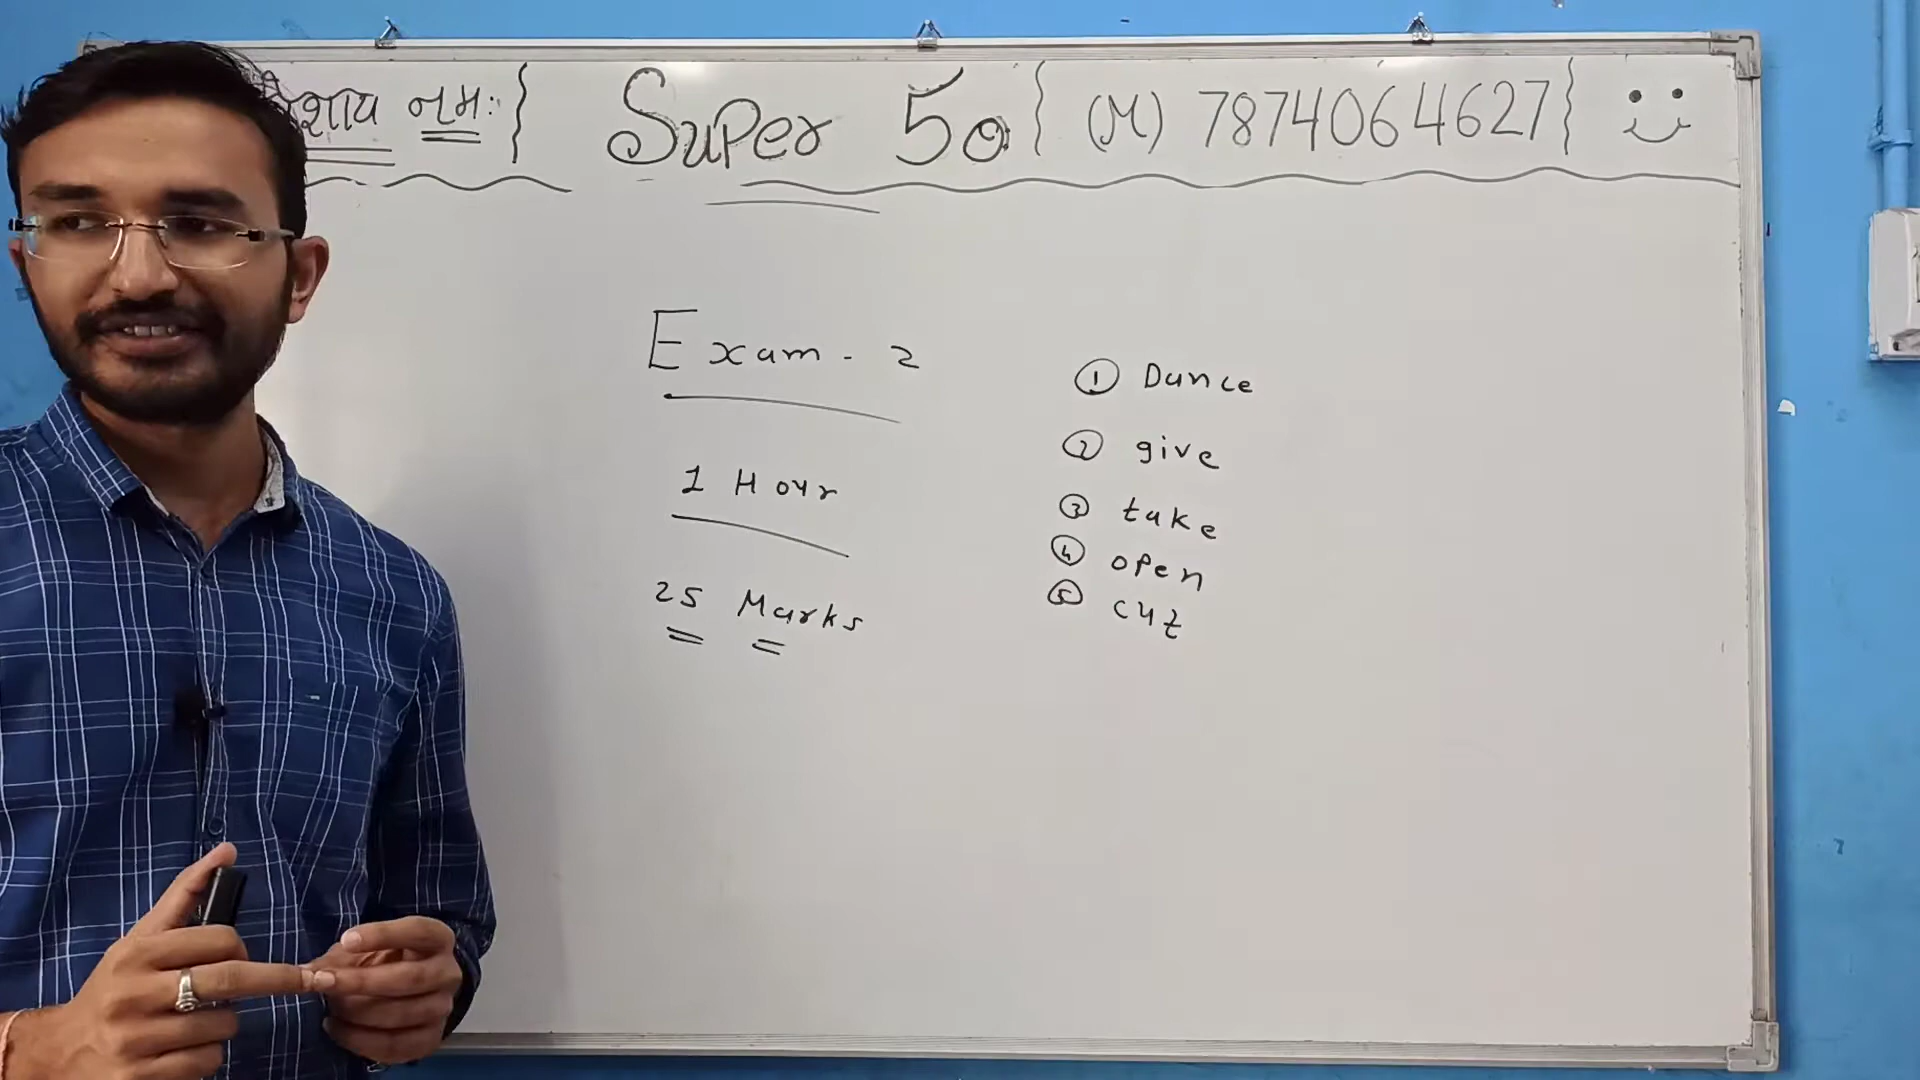 शाय नमः } Super 50 { (M) 7874064627 }
Exam - 2
1 Hour
25 Marks
① Dance
② give
③ take
④ open
⑤ cut